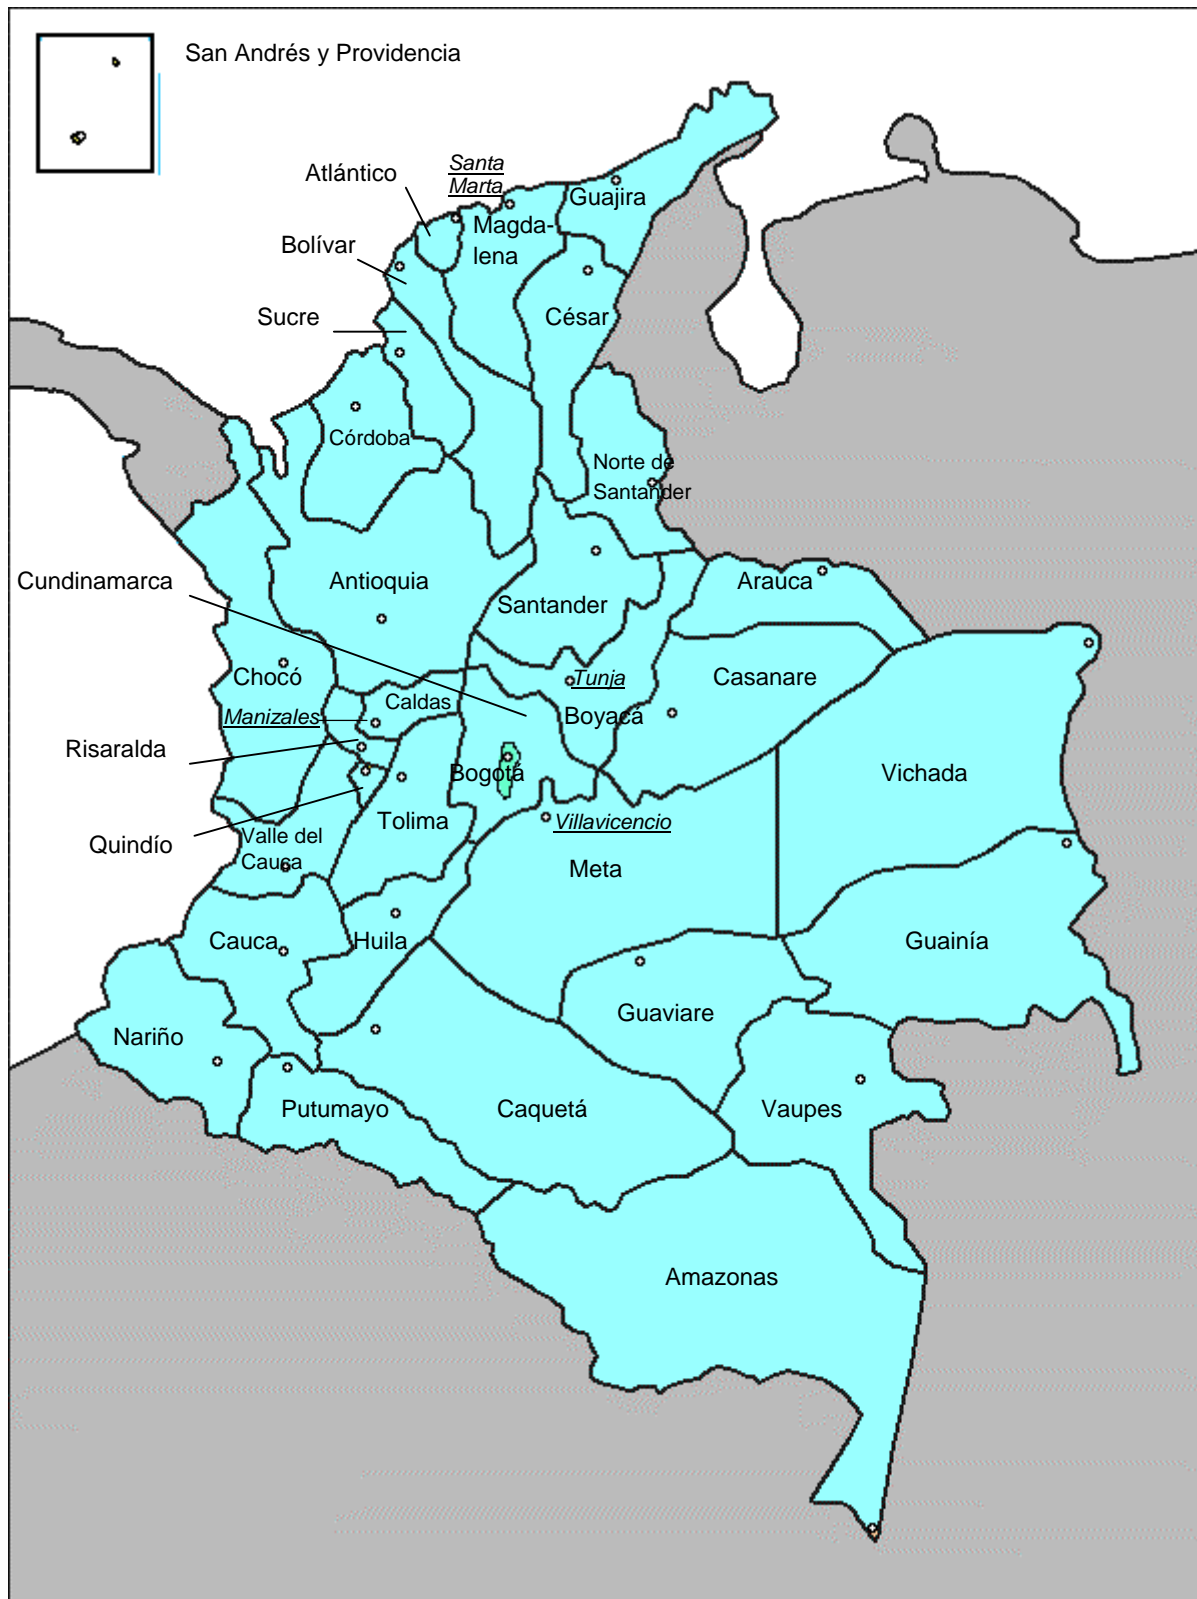 San Andrés y Providencia
Atlántico
Santa
Marta
Guajira
Magda-
lena
Bolívar
Sucre
César
Córdoba
Norte de
Santander
Cundinamarca
Antioquia
Santander
Arauca
Chocó
Tunja
Casanare
Manizales
Caldas
Boyacá
Risaralda
Bogotá
Vichada
Quindío
Valle del
Cauca
Tolima
Villavicencio
Meta
Cauca
Huila
Guainía
Nariño
Guaviare
Putumayo
Caquetá
Vaupes
Amazonas